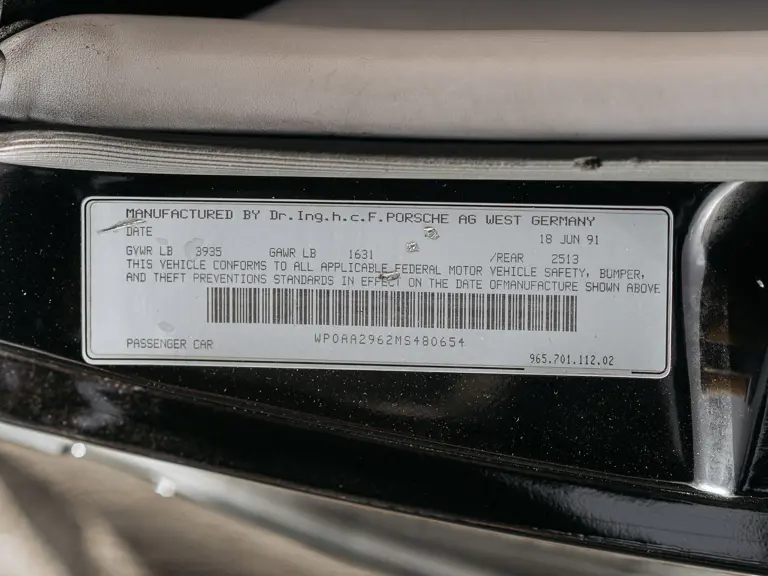 MANUFACTURED BY Dr.Ing.h.c.F.PORSCHE AG WEST GERMANY
DATE 18 JUN 91
GVWR LB 3935 GAWR LB 1631 /REAR 2513
THIS VEHICLE CONFORMS TO ALL APPLICABLE FEDERAL MOTOR VEHICLE SAFETY, BUMPER,
AND THEFT PREVENTIONS STANDARDS IN EFFECT ON THE DATE OFMANUFACTURE SHOWN ABOVE
WP0AA2962MS480654
PASSENGER CAR
965.701.112.02